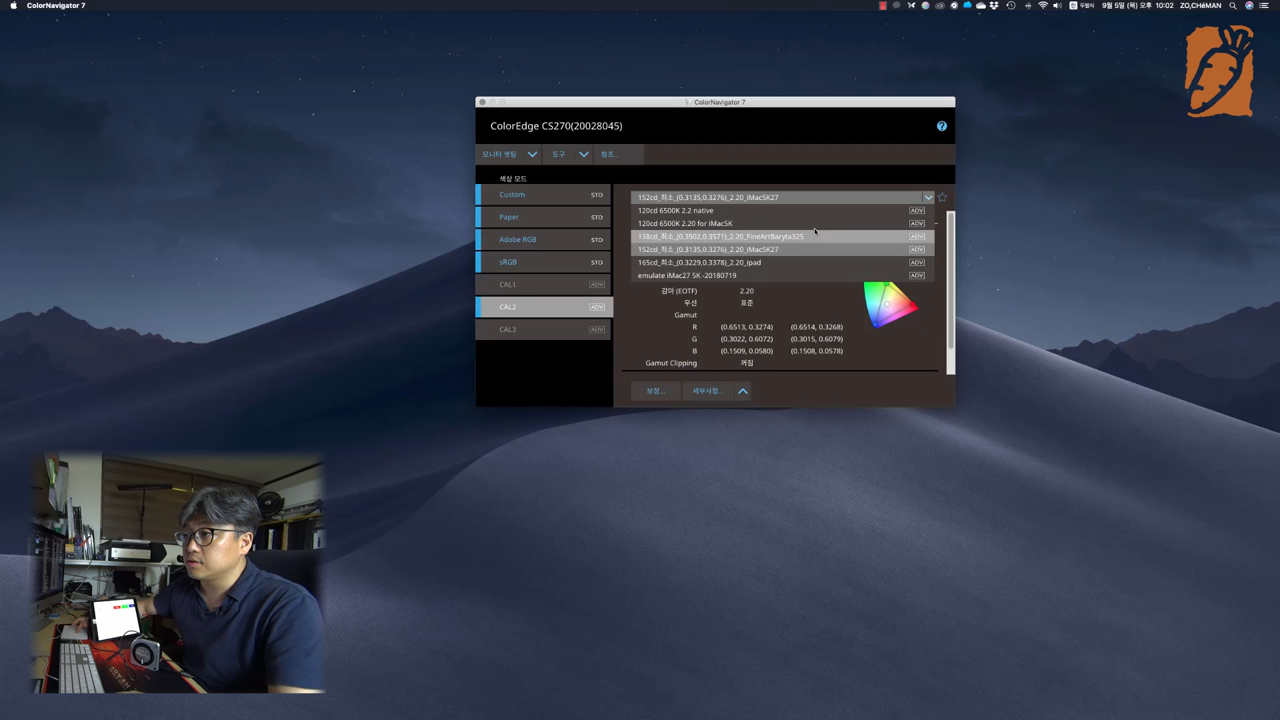 ColorNavigator 7
두벌식 9월 5일 (목) 오후 10:02 ZO,CHéMAN
ColorNavigator 7
ColorEdge CS270(20028045)
모니터 셋팅 도구 참조...
색상 모드
Custom STD
Paper STD
Adobe RGB STD
sRGB STD
CAL1 ADV
CAL2 ADV
CAL3 ADV
152cd_최소_(0.3135,0.3276)_2.20_iMac5K27
120cd 6500K 2.2 native ADV
120cd 6500K 2.20 for iMac5K ADV
138cd_최소_(0.3502,0.3571)_2.20_FineArtBaryta325 ADV
152cd_최소_(0.3135,0.3276)_2.20_iMac5K27 ADV
165cd_최소_(0.3229,0.3378)_2.20_ipad ADV
emulate iMac27 5K -20180719 ADV
감마 (EOTF) 2.20
우선 표준
Gamut
R (0.6513, 0.3274) (0.6514, 0.3268)
G (0.3022, 0.6072) (0.3015, 0.6079)
B (0.1509, 0.0580) (0.1508, 0.0578)
Gamut Clipping 꺼짐
보정... 세부사항...